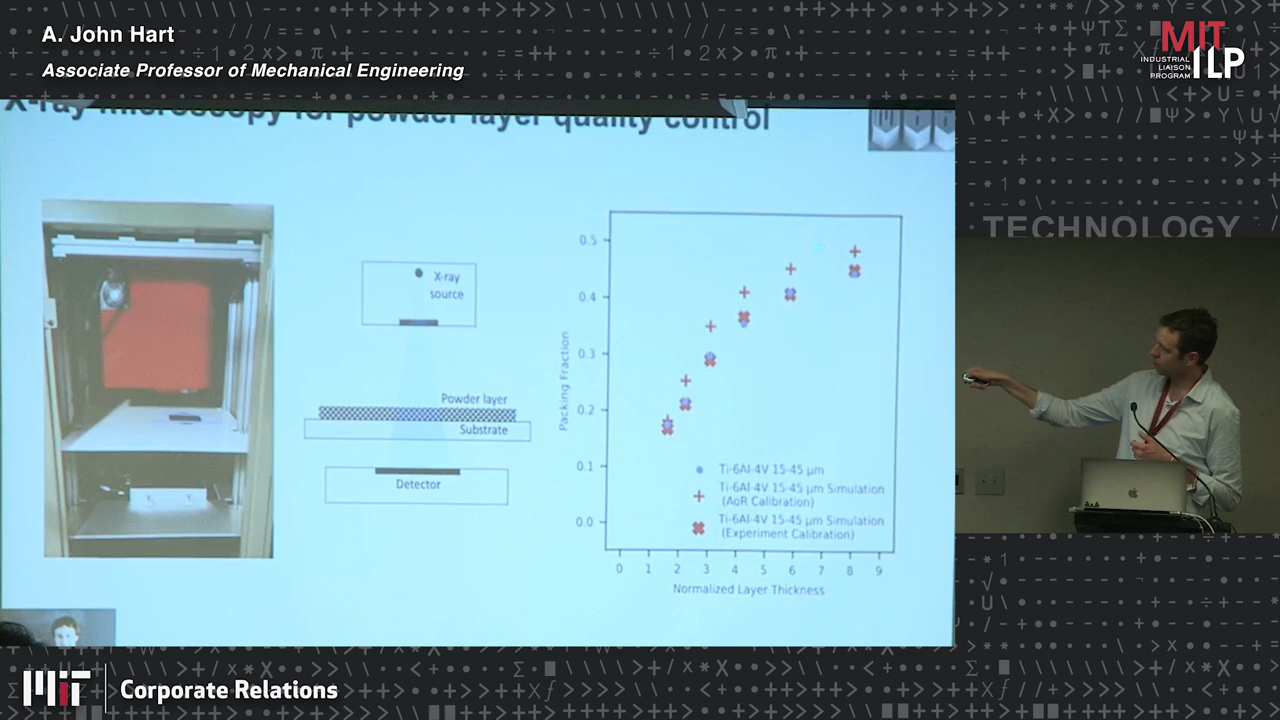 A. John Hart
Associate Professor of Mechanical Engineering
MIT
ILP
INDUSTRIAL
LIAISON
PROGRAM
X-ray microscopy for powder layer quality control
TECHNOLOGY
X-ray
source
Powder layer
Substrate
Detector
0.5
0.4
0.3
0.2
0.1
0.0
Packing Fraction
Ti-6Al-4V 15-45 μm
Ti-6Al-4V 15-45 μm Simulation
(AoR Calibration)
Ti-6Al-4V 15-45 μm Simulation
(Experiment Calibration)
0 1 2 3 4 5 6 7 8 9
Normalized Layer Thickness
MIT
Corporate Relations